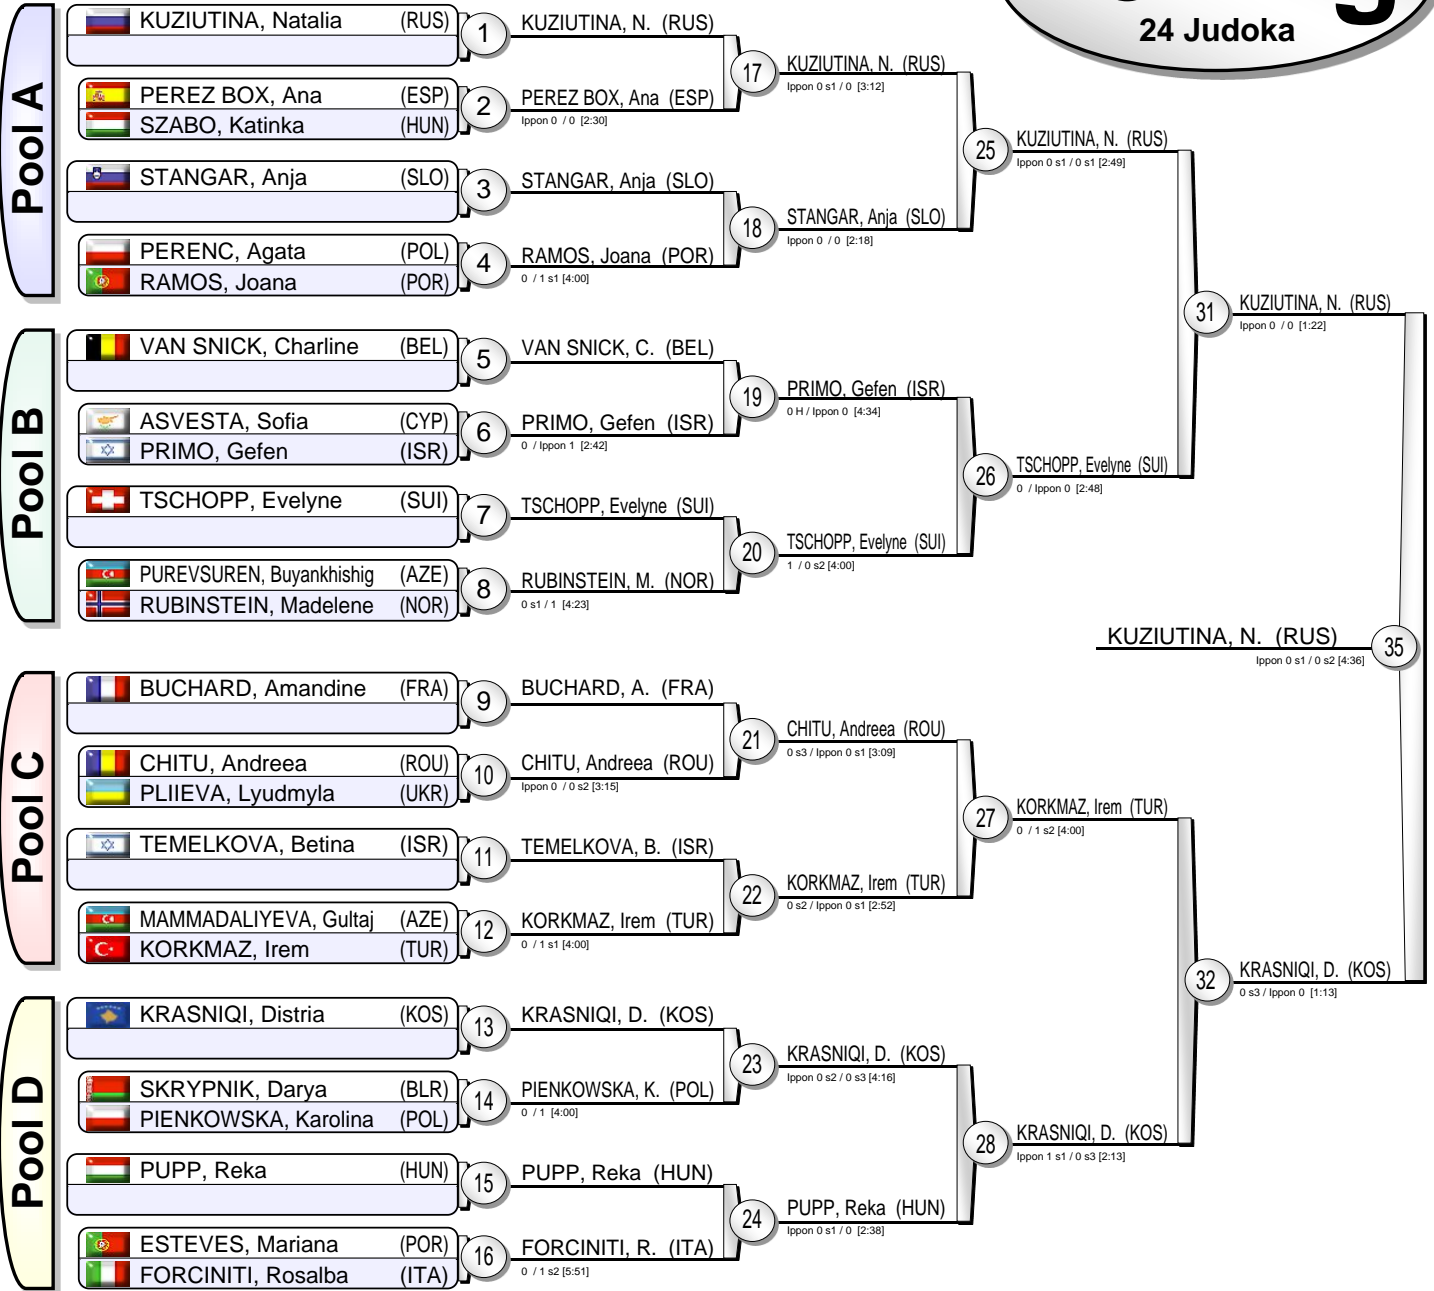 24 Judoka
Pool A
KUZIUTINA, Natalia (RUS)
1
PEREZ BOX, Ana (ESP)
SZABO, Katinka (HUN)
2
STANGAR, Anja (SLO)
3
PERENC, Agata (POL)
RAMOS, Joana (POR)
4
Pool B
VAN SNICK, Charline (BEL)
5
ASVESTA, Sofia (CYP)
PRIMO, Gefen (ISR)
6
TSCHOPP, Evelyne (SUI)
7
PUREVSUREN, Buyankhishig (AZE)
RUBINSTEIN, Madelene (NOR)
8
Pool C
BUCHARD, Amandine (FRA)
9
CHITU, Andreea (ROU)
PLIIEVA, Lyudmyla (UKR)
10
TEMELKOVA, Betina (ISR)
11
MAMMADALIYEVA, Gultaj (AZE)
KORKMAZ, Irem (TUR)
12
Pool D
KRASNIQI, Distria (KOS)
13
SKRYPNIK, Darya (BLR)
PIENKOWSKA, Karolina (POL)
14
PUPP, Reka (HUN)
15
ESTEVES, Mariana (POR)
FORCINITI, Rosalba (ITA)
16
KUZIUTINA, N. (RUS)
PEREZ BOX, Ana (ESP)
Ippon 0 / 0 [2:30]
17
STANGAR, Anja (SLO)
RAMOS, Joana (POR)
0 / 1 s1 [4:00]
18
VAN SNICK, C. (BEL)
PRIMO, Gefen (ISR)
0 / Ippon 1 [2:42]
19
TSCHOPP, Evelyne (SUI)
RUBINSTEIN, M. (NOR)
0 s1 / 1 [4:23]
20
BUCHARD, A. (FRA)
CHITU, Andreea (ROU)
Ippon 0 / 0 s2 [3:15]
21
TEMELKOVA, B. (ISR)
KORKMAZ, Irem (TUR)
0 / 1 s1 [4:00]
22
KRASNIQI, D. (KOS)
PIENKOWSKA, K. (POL)
0 / 1 [4:00]
23
PUPP, Reka (HUN)
FORCINITI, R. (ITA)
0 / 1 s2 [5:51]
24
KUZIUTINA, N. (RUS)
Ippon 0 s1 / 0 [3:12]
STANGAR, Anja (SLO)
Ippon 0 / 0 [2:18]
25
PRIMO, Gefen (ISR)
0 H / Ippon 0 [4:34]
TSCHOPP, Evelyne (SUI)
1 / 0 s2 [4:00]
26
CHITU, Andreea (ROU)
0 s3 / Ippon 0 s1 [3:09]
KORKMAZ, Irem (TUR)
0 s2 / Ippon 0 s1 [2:52]
27
KRASNIQI, D. (KOS)
Ippon 0 s2 / 0 s3 [4:16]
PUPP, Reka (HUN)
Ippon 0 s1 / 0 [2:38]
28
KUZIUTINA, N. (RUS)
Ippon 0 s1 / 0 s1 [2:49]
TSCHOPP, Evelyne (SUI)
0 / Ippon 0 [2:48]
31
KORKMAZ, Irem (TUR)
0 / 1 s2 [4:00]
KRASNIQI, D. (KOS)
Ippon 1 s1 / 0 s3 [2:13]
32
KUZIUTINA, N. (RUS)
Ippon 0 / 0 [1:22]
KRASNIQI, D. (KOS)
0 s3 / Ippon 0 [1:13]
35
KUZIUTINA, N. (RUS)
Ippon 0 s1 / 0 s2 [4:36]